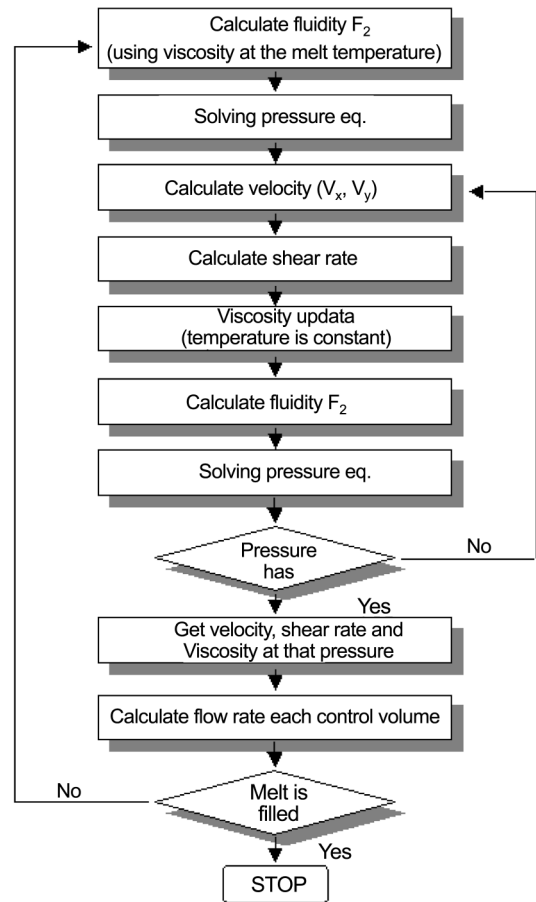 Calculate fluidity F₂
(using viscosity at the melt temperature)
Solving pressure eq.
Calculate velocity (Vₓ, Vᵧ)
Calculate shear rate
Viscosity updata
(temperature is constant)
Calculate fluidity F₂
Solving pressure eq.
Pressure
has
No
Yes
Get velocity, shear rate and
Viscosity at that pressure
Calculate flow rate each control volume
Melt is
filled
No
Yes
STOP